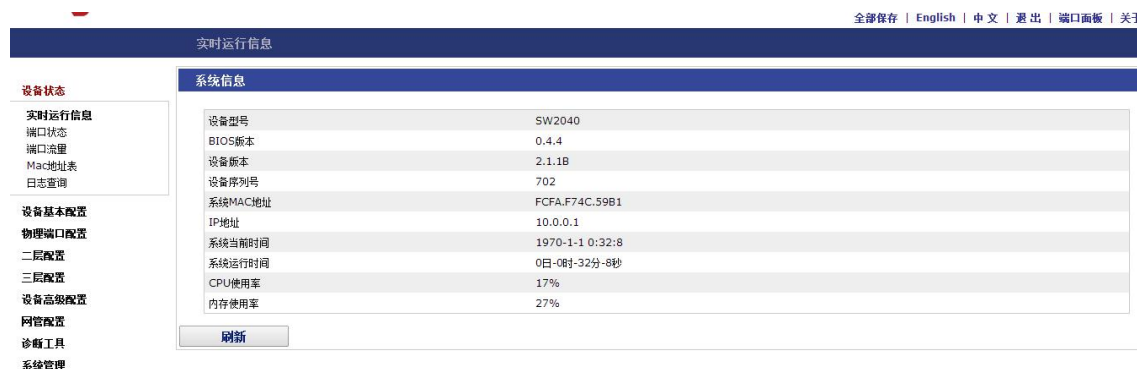 全部保存 | English | 中文 | 退出 | 端口面板 | 关于
实时运行信息
设备状态
实时运行信息
端口状态
端口流量
Mac地址表
日志查询
设备基本配置
物理端口配置
二层配置
三层配置
设备高级配置
网管配置
诊断工具
系统管理
系统信息
设备型号 SW2040
BIOS版本 0.4.4
设备版本 2.1.1B
设备序列号 702
系统MAC地址 FCFA.F74C.59B1
IP地址 10.0.0.1
系统当前时间 1970-1-1 0:32:8
系统运行时间 0日-0时-32分-8秒
CPU使用率 17%
内存使用率 27%
刷新